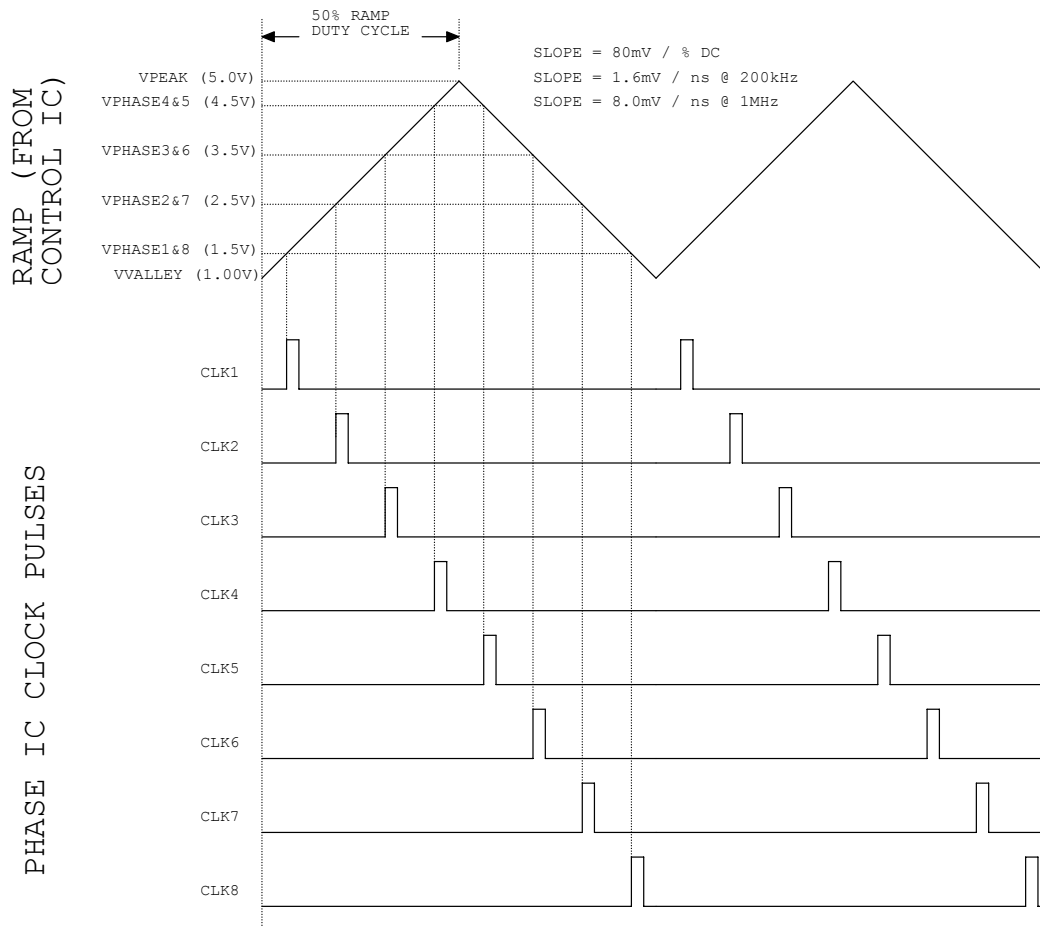 50% RAMP
DUTY CYCLE
SLOPE = 80mV / % DC
SLOPE = 1.6mV / ns @ 200kHz
SLOPE = 8.0mV / ns @ 1MHz
RAMP (FROM
CONTROL IC)
VPEAK (5.0V)
VPHASE4&5 (4.5V)
VPHASE3&6 (3.5V)
VPHASE2&7 (2.5V)
VPHASE1&8 (1.5V)
VVALLEY (1.00V)
PHASE IC CLOCK PULSES
CLK1
CLK2
CLK3
CLK4
CLK5
CLK6
CLK7
CLK8